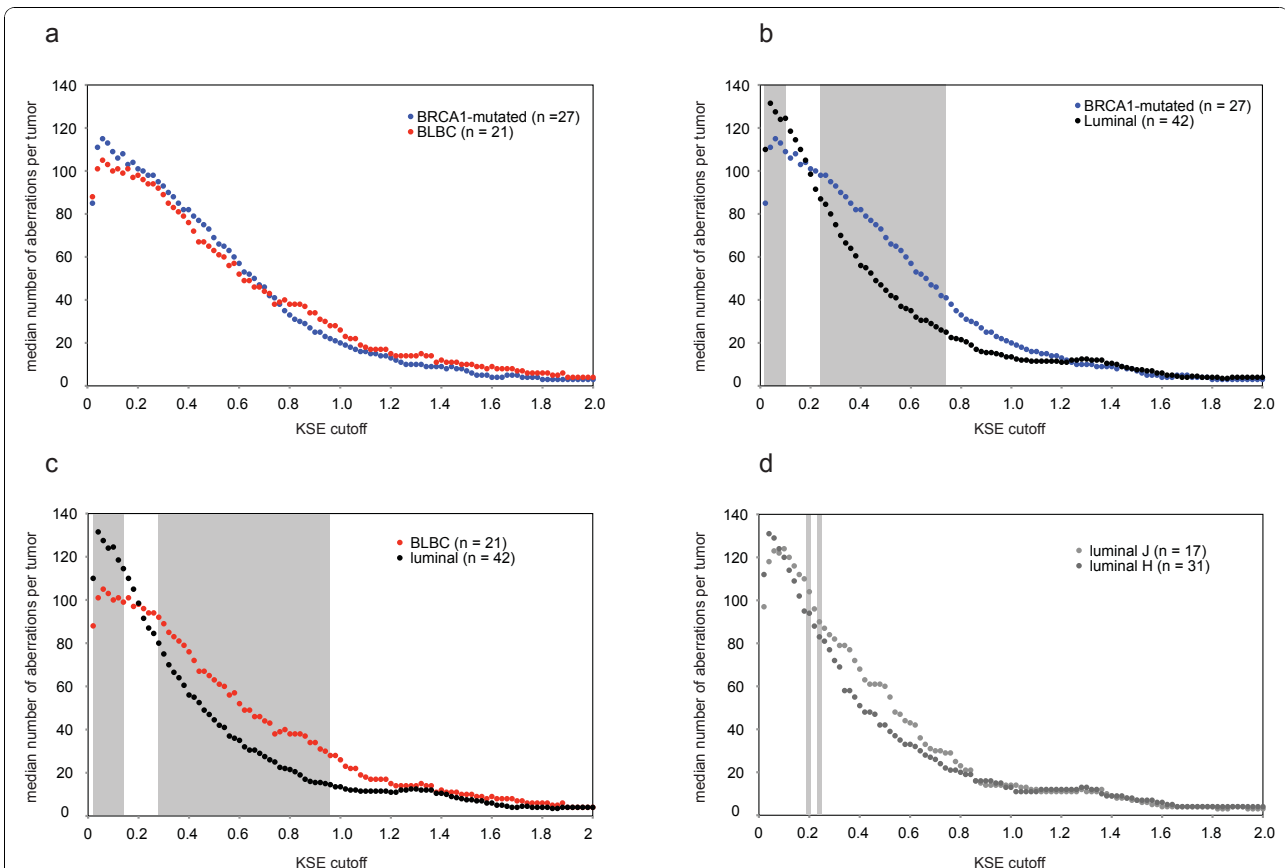 a
median number of aberrations per tumor
140
120
100
80
60
40
20
0
BRCA1-mutated (n =27)
BLBC (n = 21)
0 0.2 0.4 0.6 0.8 1.0 1.2 1.4 1.6 1.8 2.0
KSE cutoff
b
median number of aberrations per tumor
140
120
100
80
60
40
20
0
BRCA1-mutated (n = 27)
Luminal (n = 42)
0 0.2 0.4 0.6 0.8 1.0 1.2 1.4 1.6 1.8 2.0
KSE cutoff
c
median number of aberrations per tumor
140
120
100
80
60
40
20
0
BLBC (n = 21)
luminal (n = 42)
0 0.2 0.4 0.6 0.8 1.0 1.2 1.4 1.6 1.8 2
KSE cutoff
d
median number of aberrations per tumor
140
120
100
80
60
40
20
0
luminal J (n = 17)
luminal H (n = 31)
0 0.2 0.4 0.6 0.8 1.0 1.2 1.4 1.6 1.8 2.0
KSE cutoff